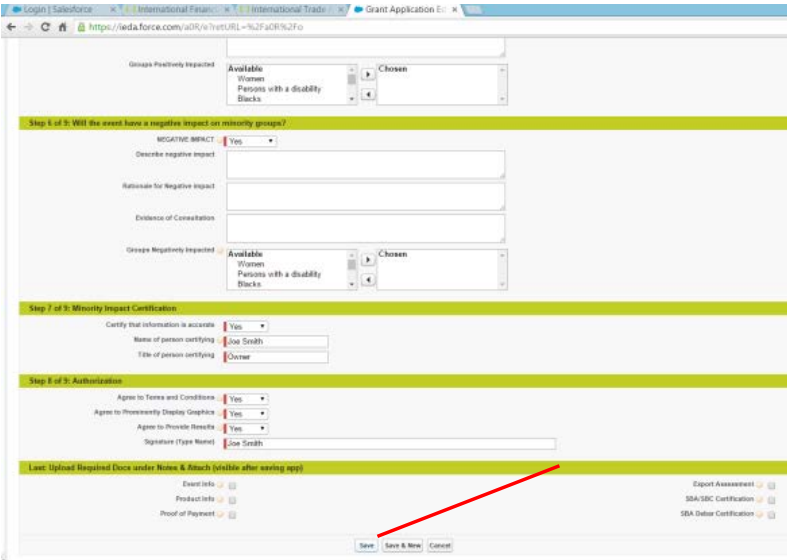 Login | Salesforce × International Financ × International Trade × Grant Application Ed ×
https://ieda.force.com/a0R/e?retURL=%2Fa0R%2Fo
Groups Positively Impacted
Available Chosen
Women
Persons with a disability
Blacks
Step 6 of 9: Will the event have a negative impact on minority groups?
NEGATIVE IMPACT Yes
Describe negative impact
Rationale for Negative impact
Evidence of Consultation
Groups Negatively Impacted
Available Chosen
Women
Persons with a disability
Blacks
Step 7 of 9: Minority Impact Certification
Certify that information is accurate Yes
Name of person certifying Joe Smith
Title of person certifying Owner
Step 8 of 9: Authorization
Agree to Terms and Conditions Yes
Agree to Prominently Display Graphics Yes
Agree to Provide Results Yes
Signature (Type Name) Joe Smith
Last: Upload Required Docs under Notes & Attach (visible after saving app)
Event Info Export Assessment
Product Info SBA/SBC Certification
Proof of Payment SBA Debar Certification
Save Save & New Cancel